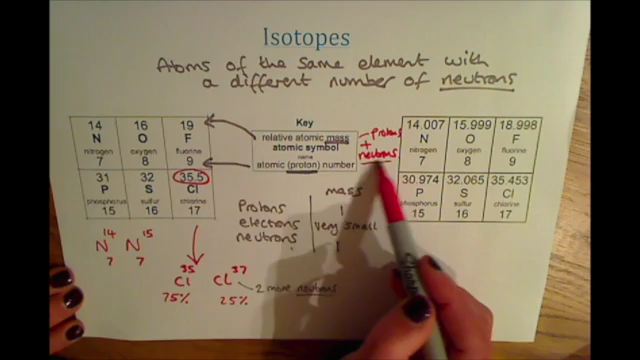 Isotopes
Atoms of the same element with
a different number of neutrons
14 16 19
N O F
nitrogen oxygen fluorine
7 8 9
31 32 35.5
P S Cl
phosphorus sulfur chlorine
15 16 17
Key
relative atomic mass
atomic symbol
name
atomic (proton) number
Protons
+
neutrons
14.007 15.999 18.998
N O F
nitrogen oxygen fluorine
7 8 9
30.974 32.065 35.453
P S Cl
phosphorus sulfur chlorine
15 16 17
mass
Protons 1
electrons very small
neutrons 1
14 15
N N
7 7
35 37
Cl Cl
2 more neutrons
75% 25%